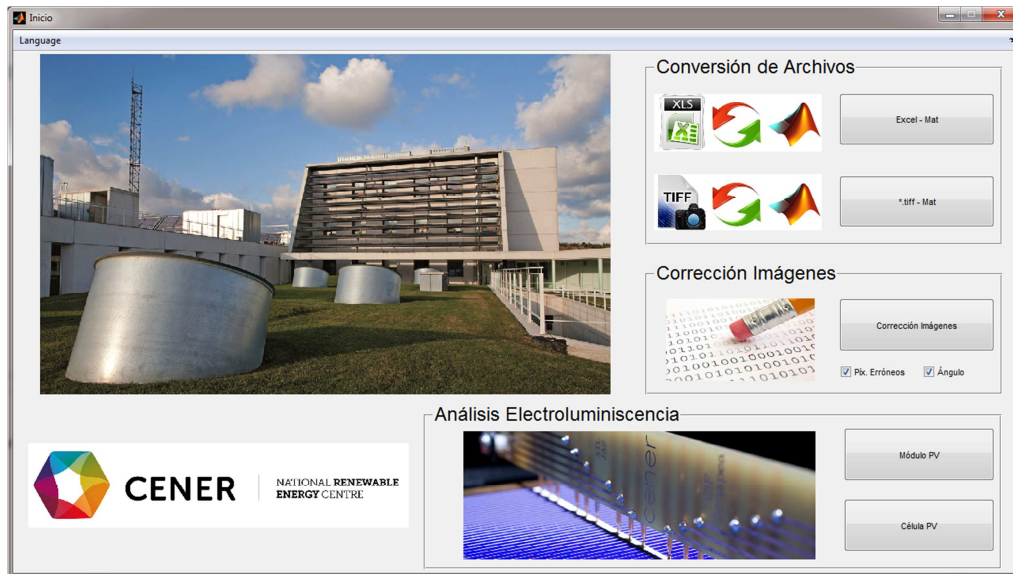 Inicio
Language
Conversión de Archivos
XLS
Excel - Mat
TIFF
*.tiff - Mat
Corrección Imágenes
Corrección Imágenes
Pix. Erróneos
Ángulo
Análisis Electroluminiscencia
cener
Módulo PV
Célula PV
CENER
NATIONAL RENEWABLE
ENERGY CENTRE